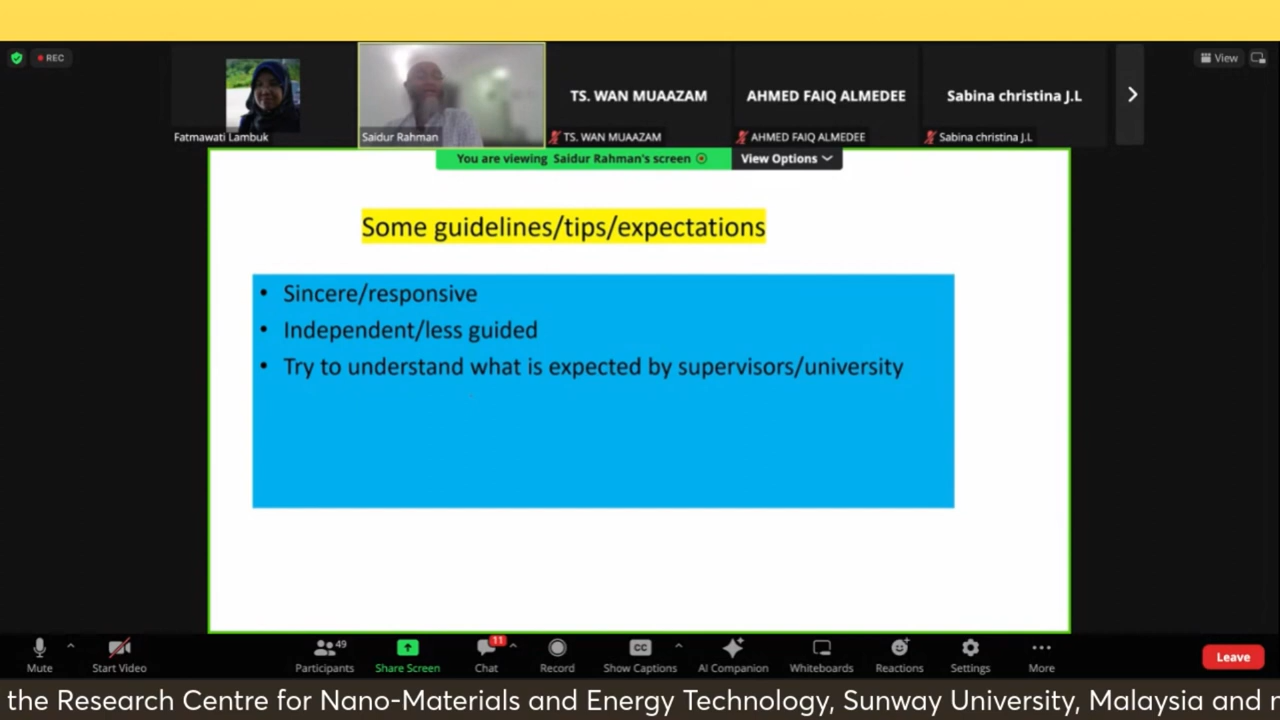 REC
View
TS. WAN MUAAZAM
AHMED FAIQ ALMEDEE
Sabina christina J.L
Fatmawati Lambuk
Saidur Rahman
TS. WAN MUAAZAM
AHMED FAIQ ALMEDEE
Sabina christina J.L
You are viewing Saidur Rahman's screen
View Options
Some guidelines/tips/expectations
• Sincere/responsive
• Independent/less guided
• Try to understand what is expected by supervisors/university
49
11
CC
Mute
Start Video
Participants
Share Screen
Chat
Record
Show Captions
AI Companion
Whiteboards
Reactions
Settings
More
Leave
the Research Centre for Nano-Materials and Energy Technology, Sunway University, Malaysia and